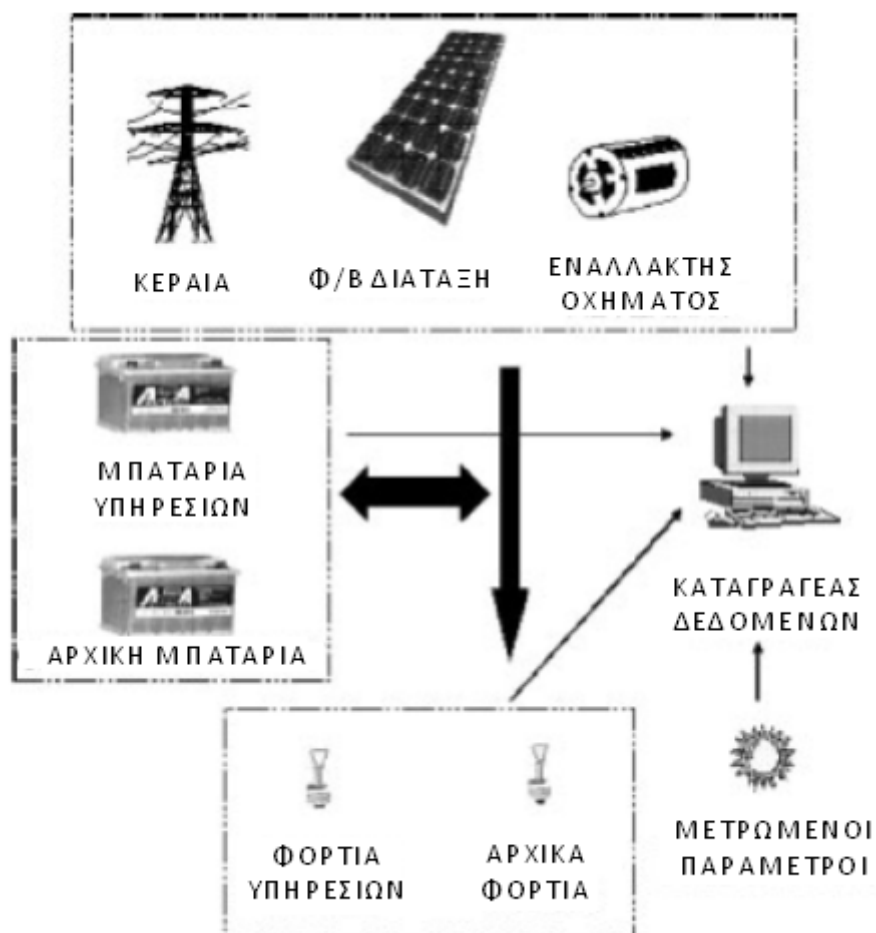 ΚΕΡΑΙΑ
Φ/Β ΔΙΑΤΑΞΗ
ΕΝΑΛΛΑΚΤΗΣ
ΟΧΗΜΑΤΟΣ
ΜΠΑΤΑΡΙΑ
ΥΠΗΡΕΣΙΩΝ
ΑΡΧΙΚΗ ΜΠΑΤΑΡΙΑ
ΚΑΤΑΓΡΑΓΕΑΣ
ΔΕΔΟΜΕΝΩΝ
ΦΟΡΤΙΑ
ΥΠΗΡΕΣΙΩΝ
ΑΡΧΙΚΑ
ΦΟΡΤΙΑ
ΜΕΤΡΩΜΕΝΟΙ
ΠΑΡΑΜΕΤΡΟΙ